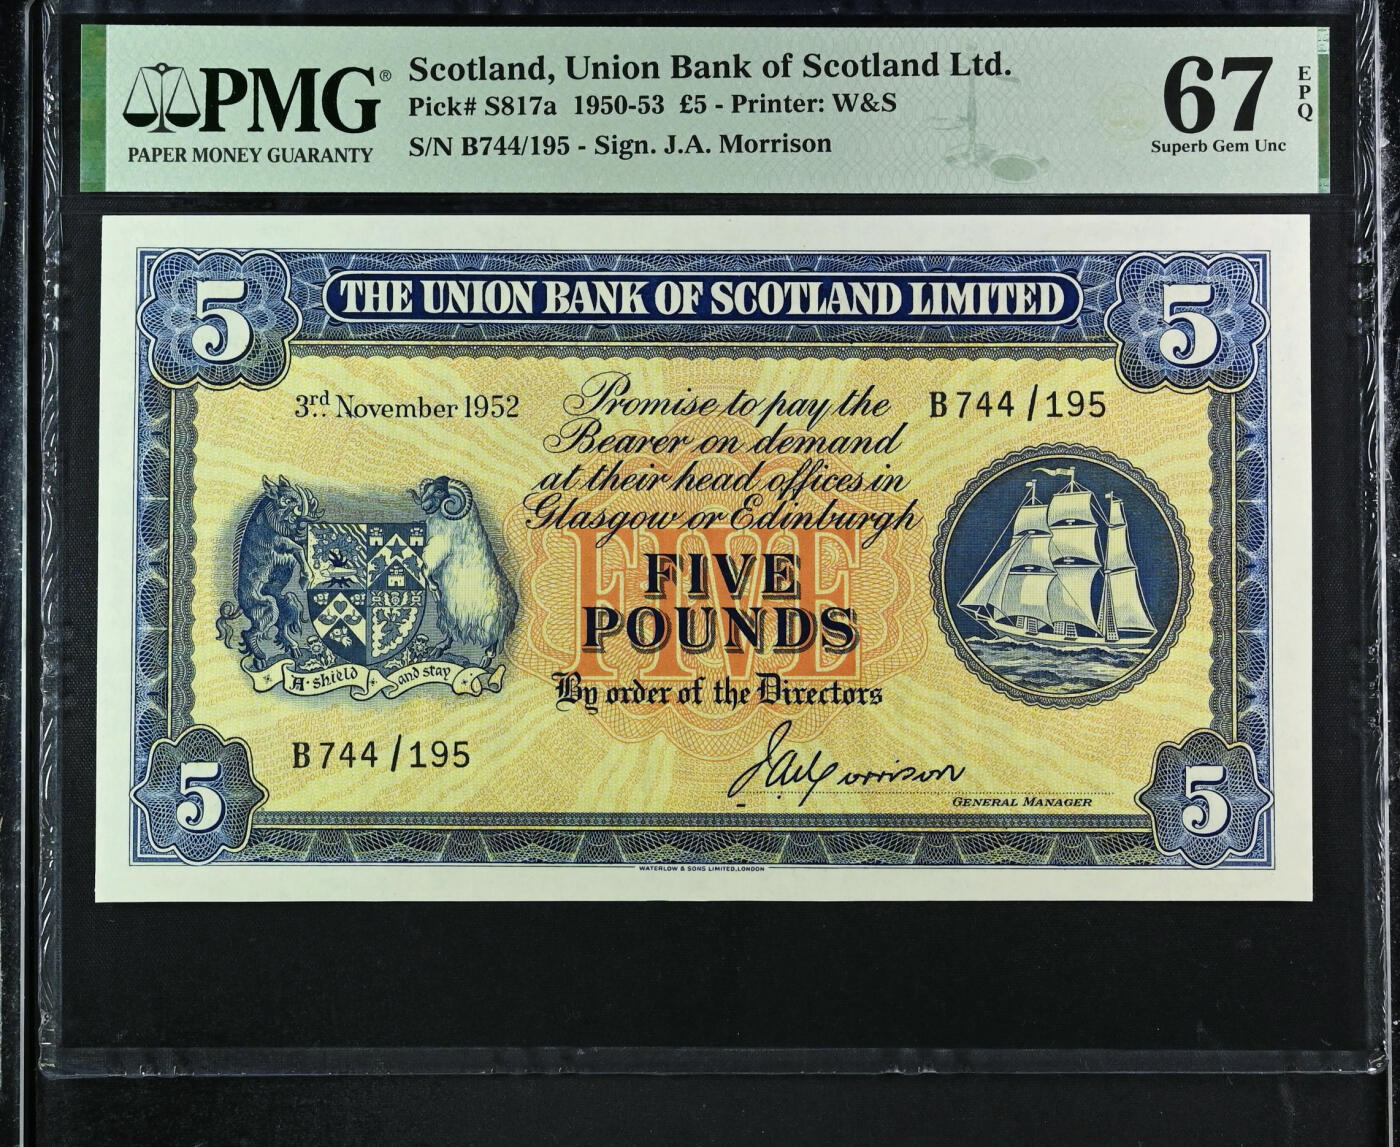 PMG®
PAPER MONEY GUARANTY
Scotland, Union Bank of Scotland Ltd.
Pick# S817a 1950-53 £5 - Printer: W&S
S/N B744/195 - Sign. J.A. Morrison
67
EPQ
Superb Gem Unc
5
THE UNION BANK OF SCOTLAND LIMITED
5
3rd. November 1952
Promise to pay the
Bearer on demand
at their head offices in
Glasgow or Edinburgh
B744/195
FIVE
FIVE
POUNDS
A·shield and stay
By order of the Directors
B744/195
J.A. Morrison
GENERAL MANAGER
5
5
WATERLOW & SONS LIMITED, LONDON